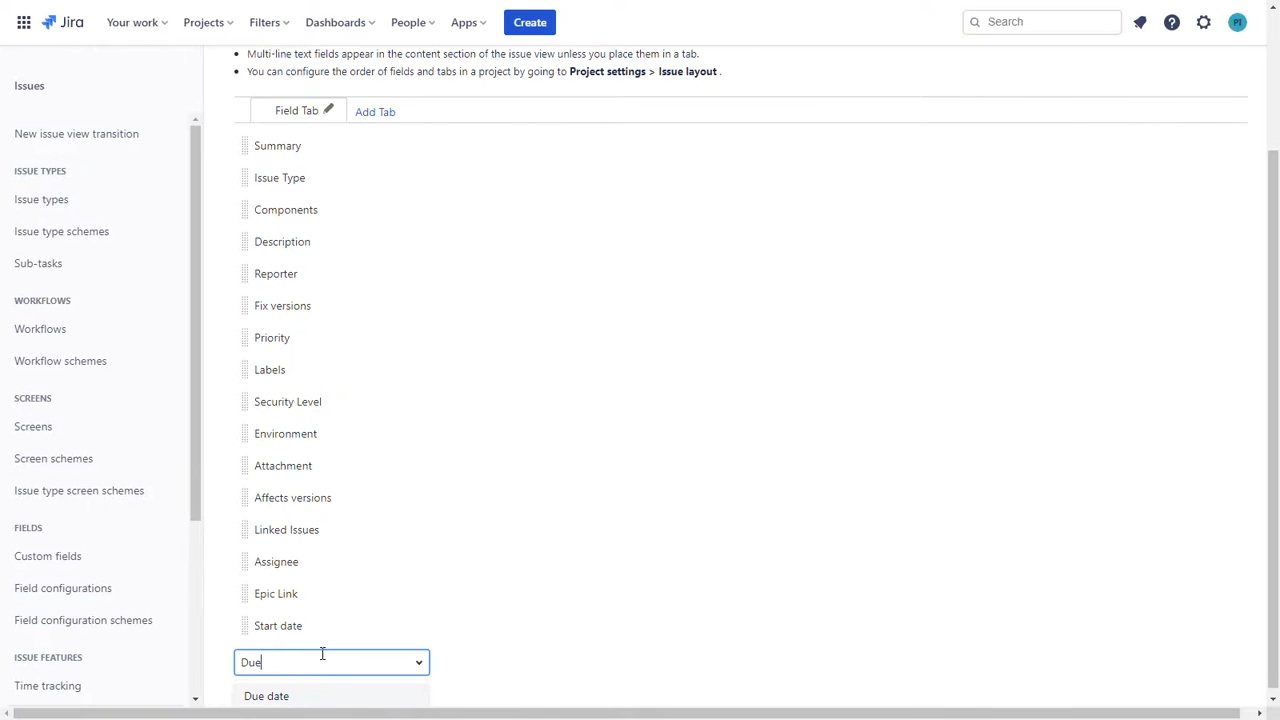 Jira
Your work
Projects
Filters
Dashboards
People
Apps
Create
Search
PI
Multi-line text fields appear in the content section of the issue view unless you place them in a tab.
You can configure the order of fields and tabs in a project by going to Project settings > Issue layout .
Issues
New issue view transition
ISSUE TYPES
Issue types
Issue type schemes
Sub-tasks
WORKFLOWS
Workflows
Workflow schemes
SCREENS
Screens
Screen schemes
Issue type screen schemes
FIELDS
Custom fields
Field configurations
Field configuration schemes
ISSUE FEATURES
Time tracking
Field Tab
Add Tab
Summary
Issue Type
Components
Description
Reporter
Fix versions
Priority
Labels
Security Level
Environment
Attachment
Affects versions
Linked Issues
Assignee
Epic Link
Start date
Due
Due date